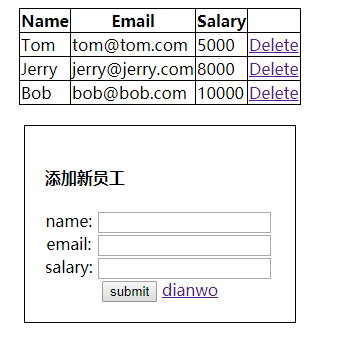 Name Email Salary
Tom tom@tom.com 5000 Delete
Jerry jerry@jerry.com 8000 Delete
Bob bob@bob.com 10000 Delete
添加新员工
name:
email:
salary:
submit dianwo